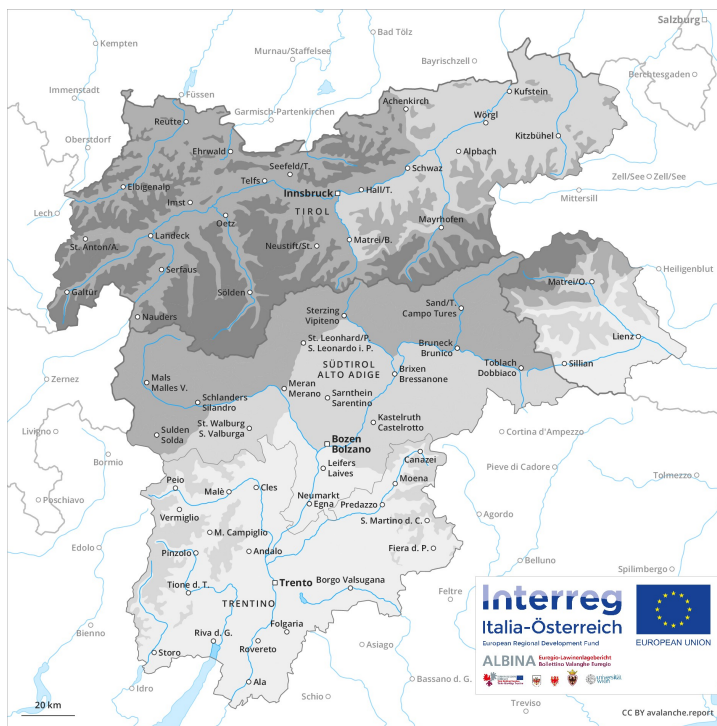 Salzburg
Kempten
Bad Tölz
Murnau/Staffelsee
Bayrischzell
Berchtesgaden
Immenstadt
Füssen
Garmisch-Partenkirchen
Achenkirch
Kufstein
Reutte
Wörgl
Oberstdorf
Ehrwald
Kitzbühel
Alpbach
Seefeld/T.
Schwaz
Telfs
Elbigenalp
Innsbruck
Hall/T.
Zell/See
Zell/See
Mittersill
Imst
TIROL
Lech
Oetz
Mayrhofen
Landeck
St. Anton/A.
Neustift/St.
Matrei/B.
Serfaus
Heiligenblut
Galtür
Sölden
Matrei/O.
Nauders
Sterzing
Vipiteno
Sand/T.
Campo Tures
St. Leonhard/P.
S. Leonardo i. P.
Lienz
Bruneck
Brunico
Toblach
Dobbiaco
Sillian
SÜDTIROL
ALTO ADIGE
Brixen
Bressanone
Zernez
Mals
Malles V.
Meran
Merano
Schlanders
Silandro
Sarnthein
Sarentino
Kastelruth
Castelrotto
St. Walburg
S. Valburga
Livigno
Sulden
Solda
Bozen
Bolzano
Cortina d'Ampezzo
Bormio
Leifers
Laives
Canazei
Pieve di Cadore
Tolmezzo
Peio
Malè
Cles
Moena
Poschiavo
Neumarkt
Egna
Predazzo
Vermiglio
Agordo
S. Martino d. C.
M. Campiglio
Edolo
Pinzolo
Andalo
Fiera d. P.
Belluno
Spilimbergo
Tione d. T.
Trento
Borgo Valsugana
Feltre
TRENTINO
Interreg
Italia-Österreich
European Regional Development Fund
EUROPEAN UNION
Folgaria
Bienno
Riva d. G.
Rovereto
Asiago
Storo
ALBINA
Euregio-Lawinenlagebericht
Bollettino Valanghe Euregio
universität
wien
Ala
Idro
Bassano d. G.
Schio
20 km
Treviso
CC BY avalanche.report